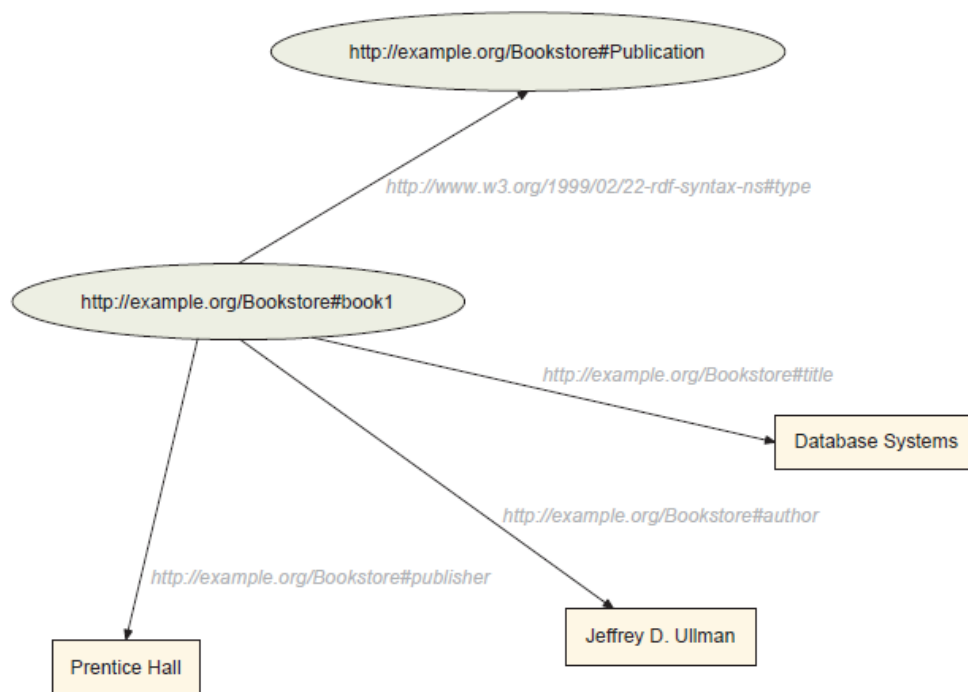 http://example.org/Bookstore#Publication
http://www.w3.org/1999/02/22-rdf-syntax-ns#type
http://example.org/Bookstore#book1
http://example.org/Bookstore#title
Database Systems
http://example.org/Bookstore#author
http://example.org/Bookstore#publisher
Jeffrey D. Ullman
Prentice Hall